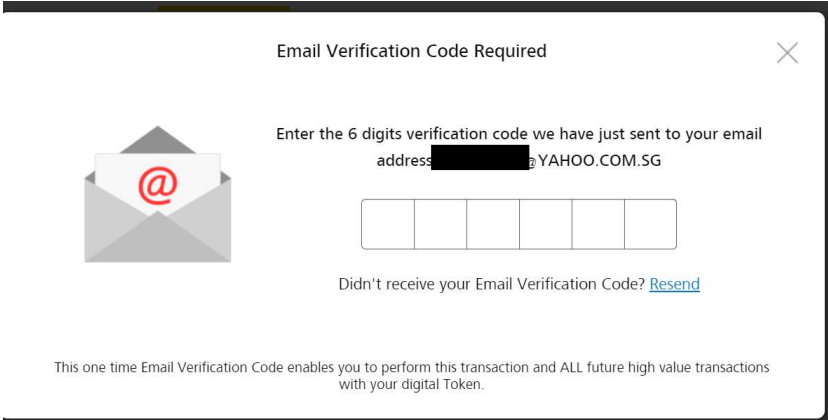 Email Verification Code Required
Enter the 6 digits verification code we have just sent to your email
address @YAHOO.COM.SG
@
Didn't receive your Email Verification Code? Resend
This one time Email Verification Code enables you to perform this transaction and ALL future high value transactions
with your digital Token.